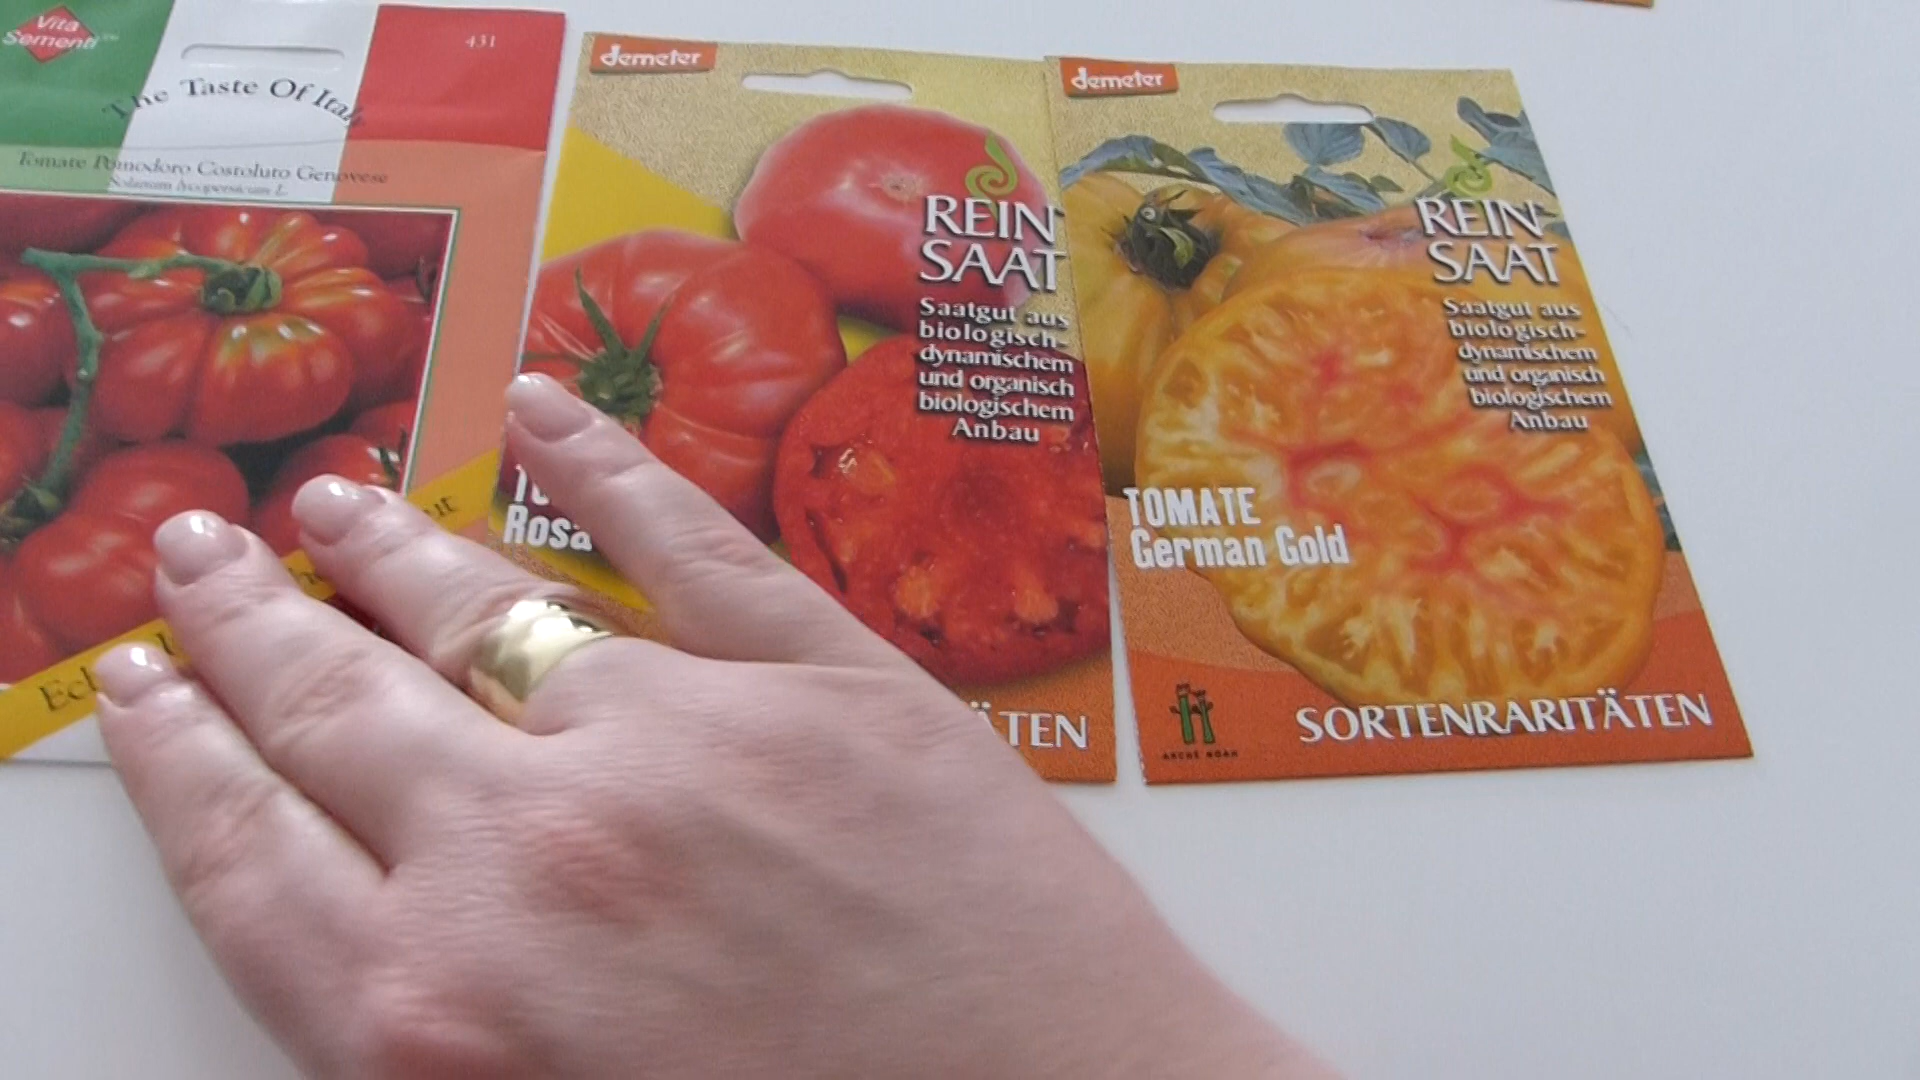 Vita
Sementi
431
The Taste Of Italy
Tomate Pomodoro Costoluto Genovese
Solanum lycopersicum L.
demeter
REIN
SAAT
Saatgut aus
biologisch-
dynamischem
und organisch
biologischem
Anbau
Rosa
demeter
REIN
SAAT
Saatgut aus
biologisch-
dynamischem
und organisch
biologischem
Anbau
TOMATE
German Gold
ARCHE NOAH
SORTENRARITÄTEN